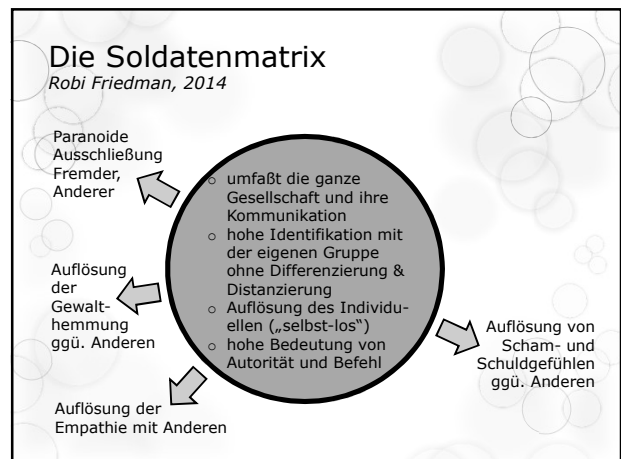 Die Soldatenmatrix
Robi Friedman, 2014
Paranoide
Ausschließung
Fremder,
Anderer
o umfaßt die ganze
Gesellschaft und ihre
Kommunikation
o hohe Identifikation mit
der eigenen Gruppe
ohne Differenzierung &
Distanzierung
o Auflösung des Individu-
ellen („selbst-los“)
o hohe Bedeutung von
Autorität und Befehl
Auflösung
der
Gewalt-
hemmung
ggü. Anderen
Auflösung der
Empathie mit Anderen
Auflösung von
Scham- und
Schuldgefühlen
ggü. Anderen